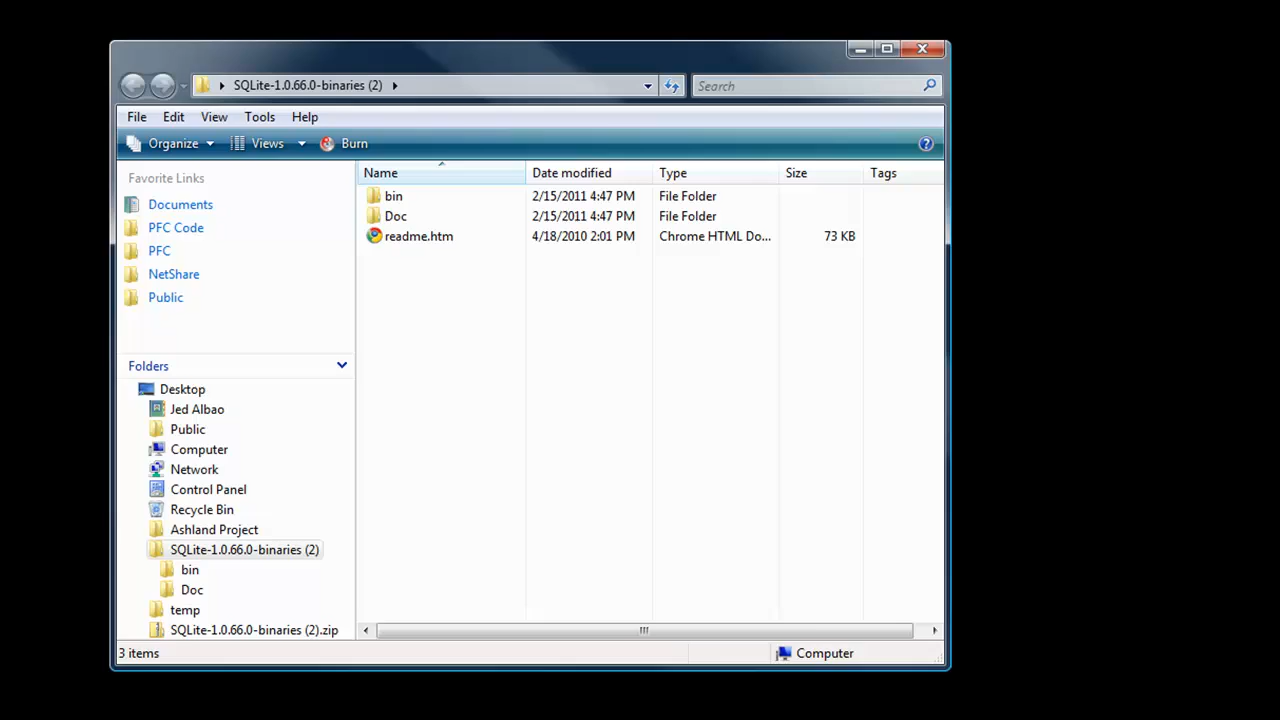 SQLite-1.0.66.0-binaries (2)
Search
File Edit View Tools Help
Organize Views Burn
Favorite Links
Documents
PFC Code
PFC
NetShare
Public
Folders
Desktop
Jed Albao
Public
Computer
Network
Control Panel
Recycle Bin
Ashland Project
SQLite-1.0.66.0-binaries (2)
bin
Doc
temp
SQLite-1.0.66.0-binaries (2).zip
Name Date modified Type Size Tags
bin 2/15/2011 4:47 PM File Folder
Doc 2/15/2011 4:47 PM File Folder
readme.htm 4/18/2010 2:01 PM Chrome HTML Do... 73 KB
3 items
Computer